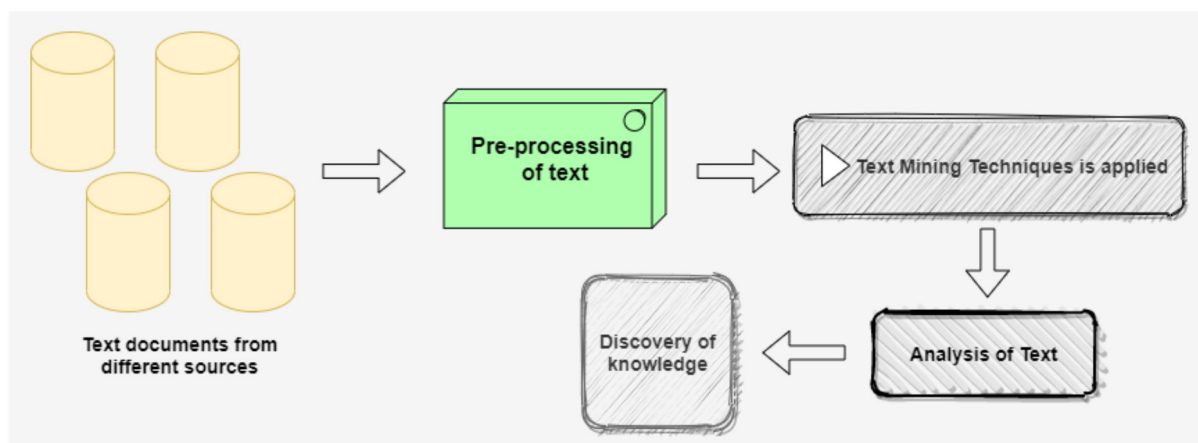 Text documents from
different sources
Pre-processing
of text
Text Mining Techniques is applied
Analysis of Text
Discovery of
knowledge